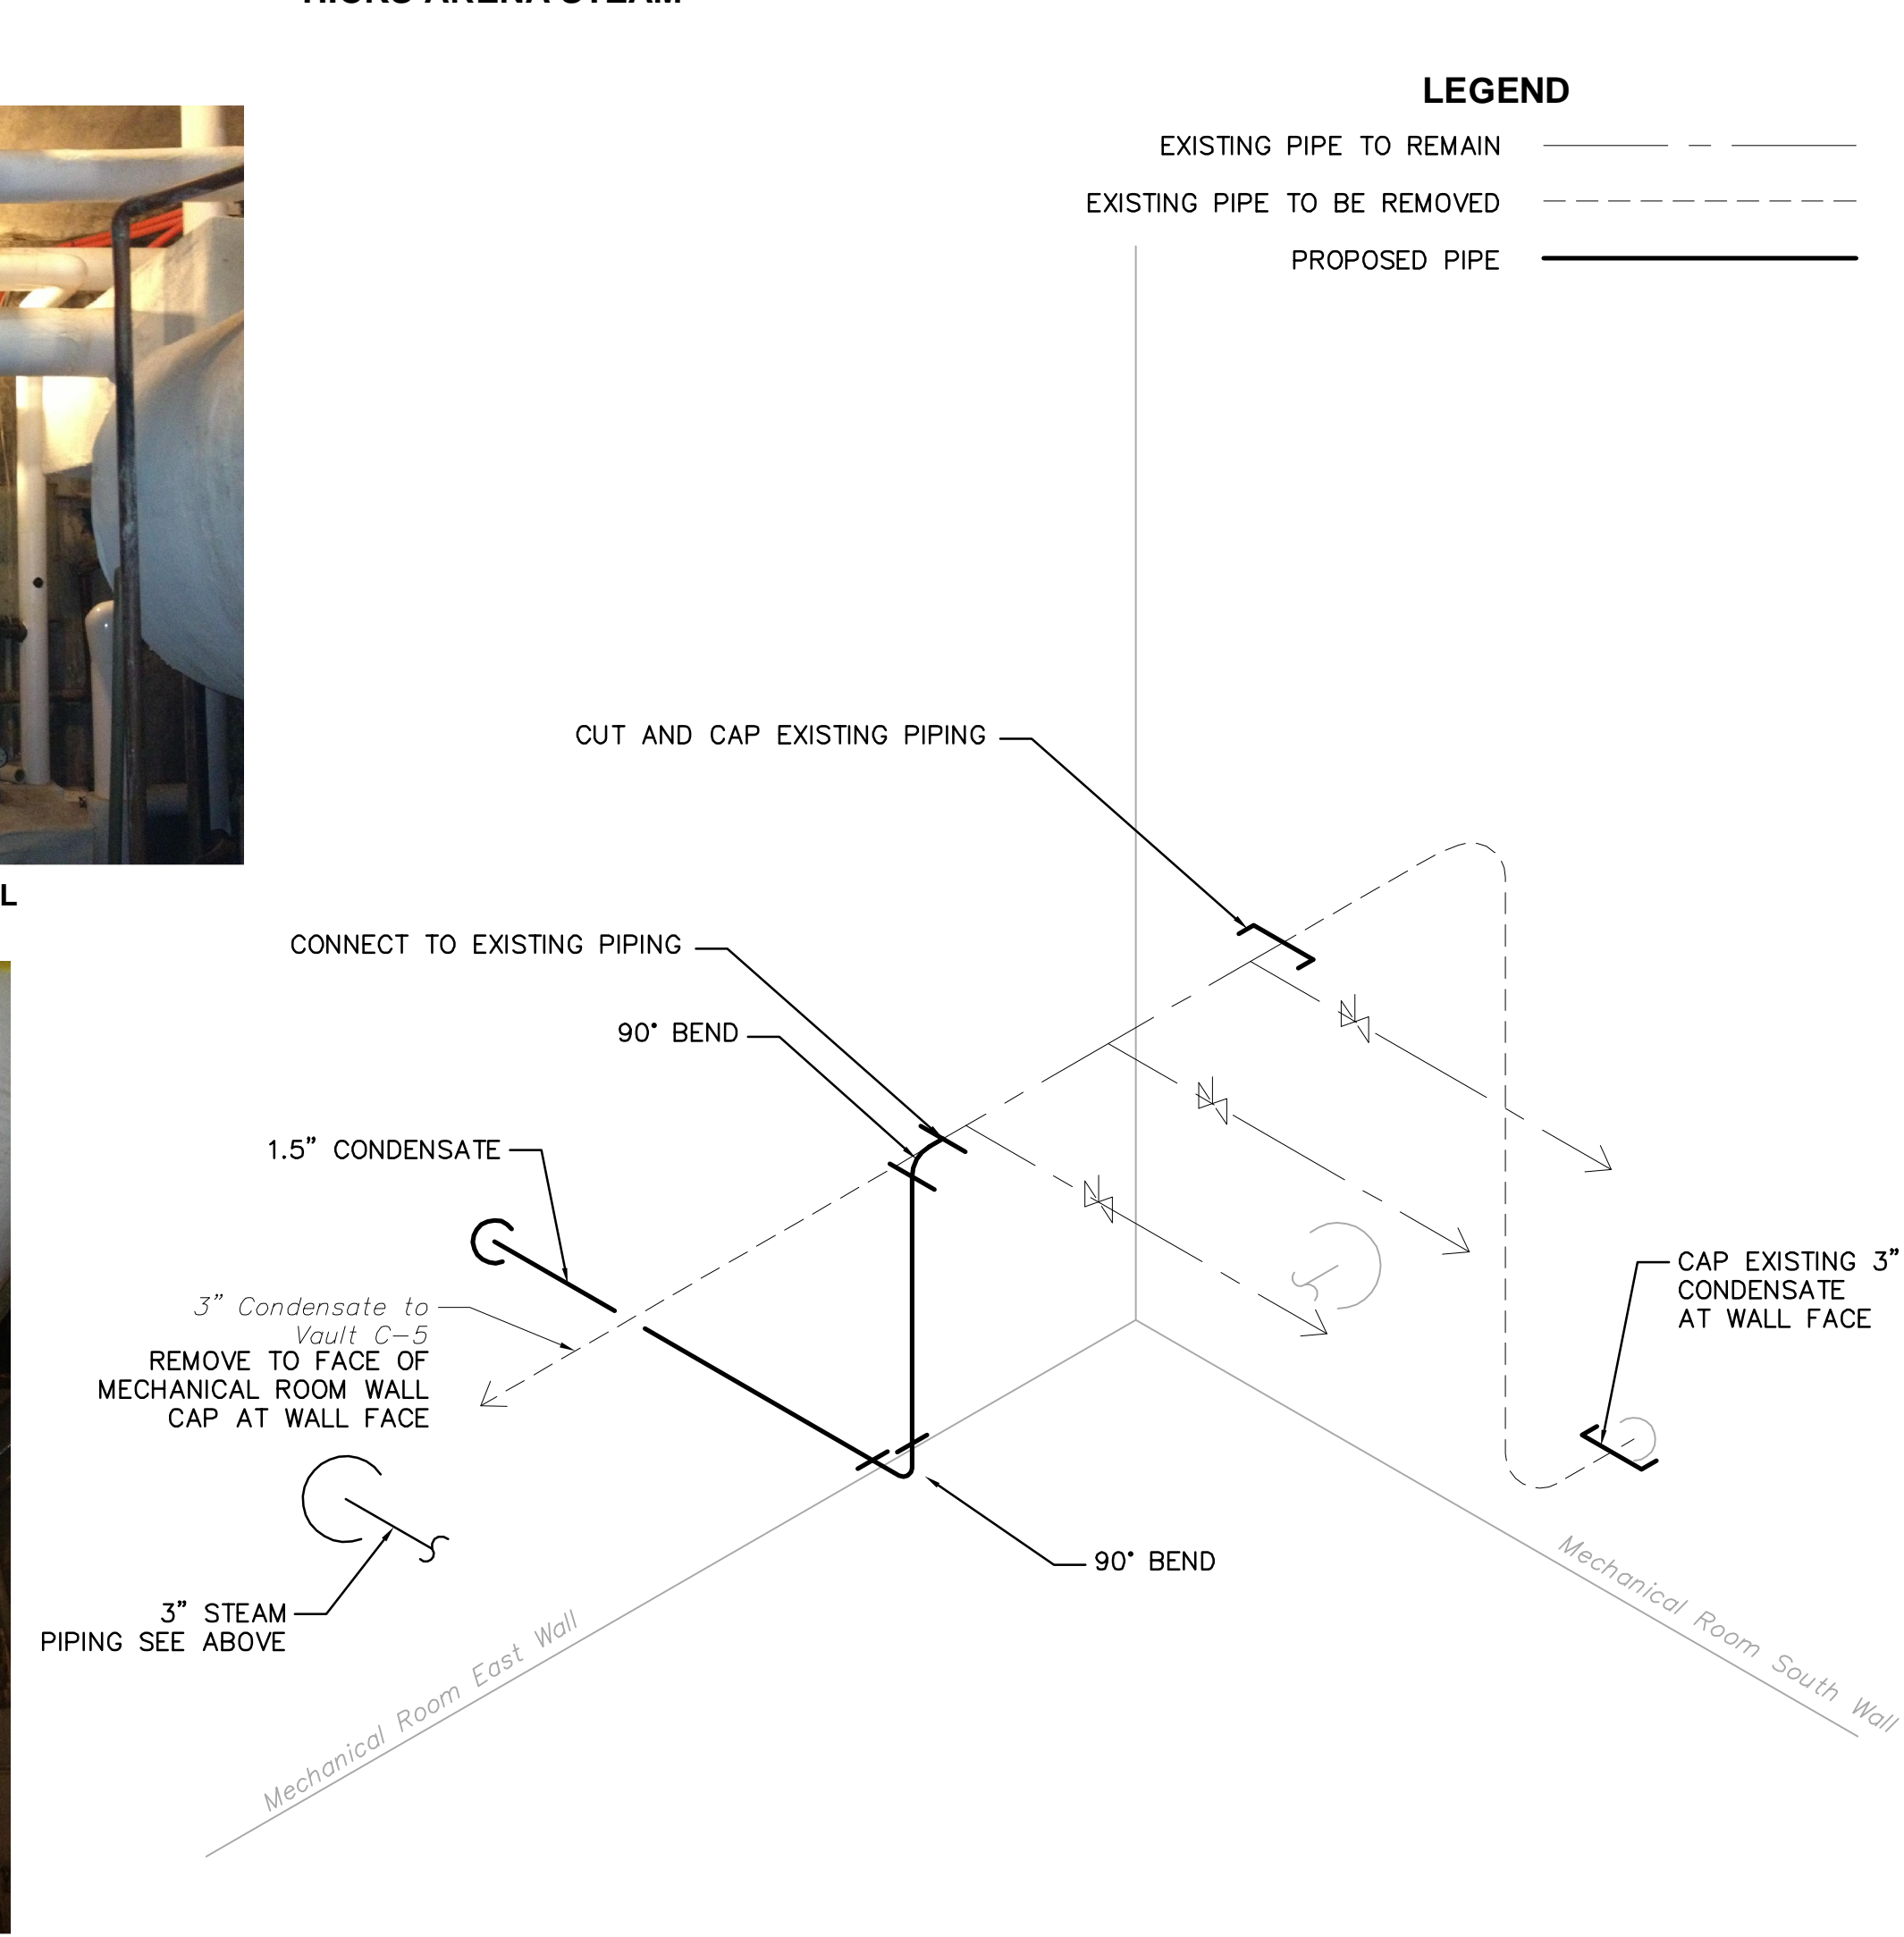 LEGEND
EXISTING PIPE TO REMAIN
EXISTING PIPE TO BE REMOVED
PROPOSED PIPE
CUT AND CAP EXISTING PIPING
L
CONNECT TO EXISTING PIPING
90° BEND
1.5" CONDENSATE
3" Condensate to
Vault C-5
REMOVE TO FACE OF
MECHANICAL ROOM WALL
CAP AT WALL FACE
CAP EXISTING 3"
CONDENSATE
AT WALL FACE
90° BEND
3" STEAM
PIPING SEE ABOVE
Mechanical Room East Wall
Mechanical Room South Wall